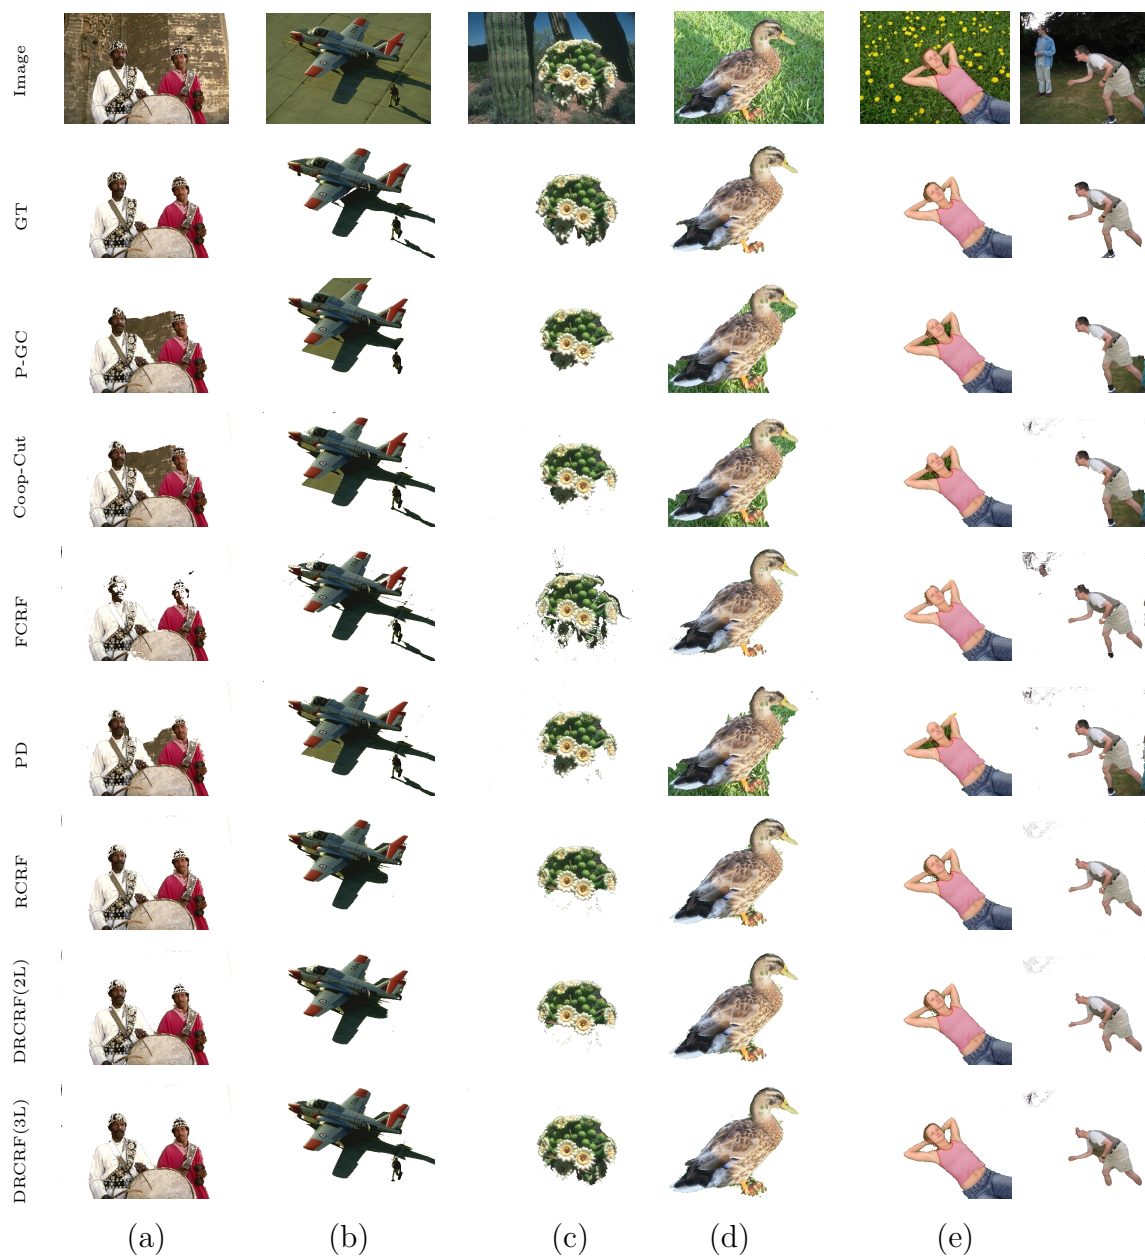 Image
GT
P-GC
Coop-Cut
FCRF
PD
RCRF
DRCRF(2L)
DRCRF(3L)
(a) (b) (c) (d) (e)